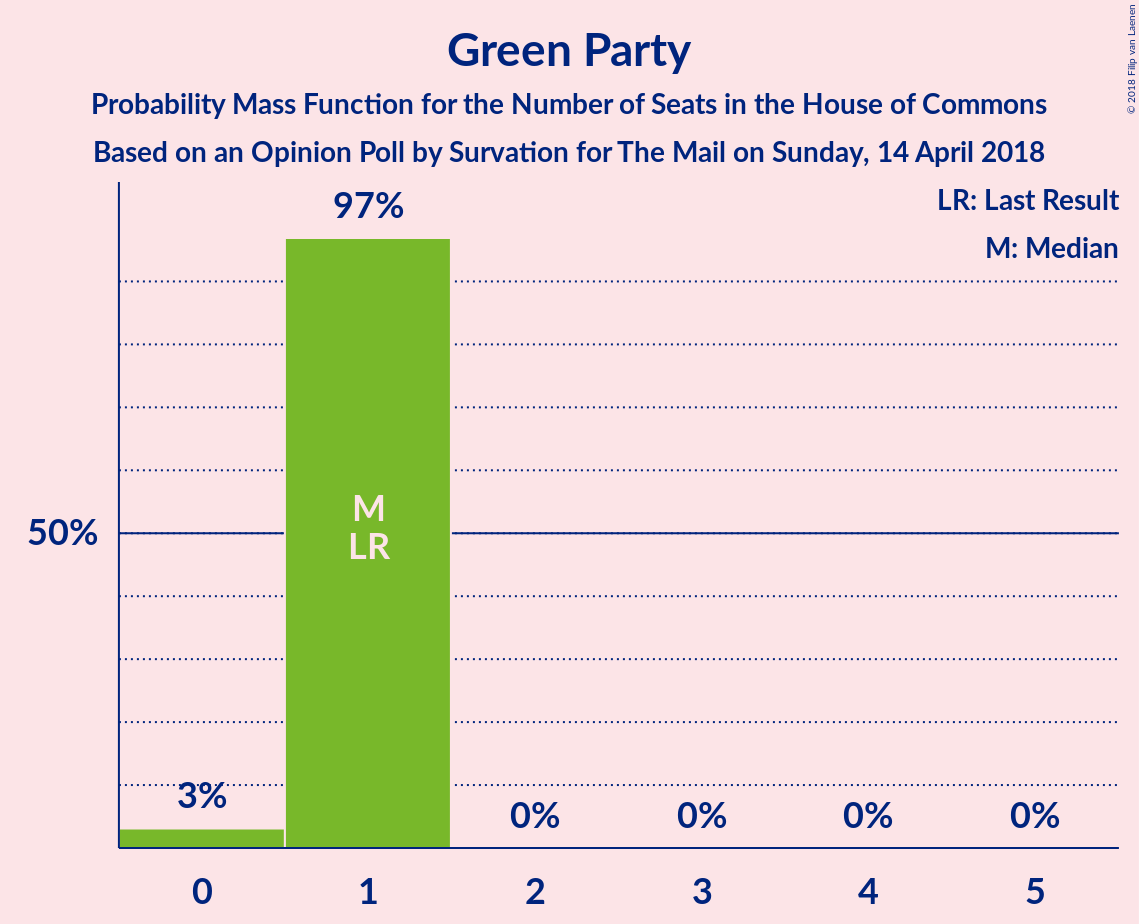 Green Party
Probability Mass Function for the Number of Seats in the House of Commons
Based on an Opinion Poll by Survation for The Mail on Sunday, 14 April 2018
© 2018 Filip van Laenen
LR: Last Result
M: Median
97%
M
LR
50%
3%
0%
0%
0%
0%
0
1
2
3
4
5